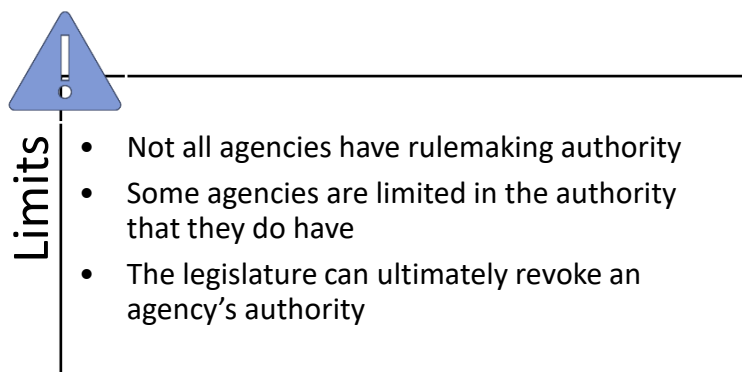 Limits
• Not all agencies have rulemaking authority
• Some agencies are limited in the authority
that they do have
• The legislature can ultimately revoke an
agency’s authority